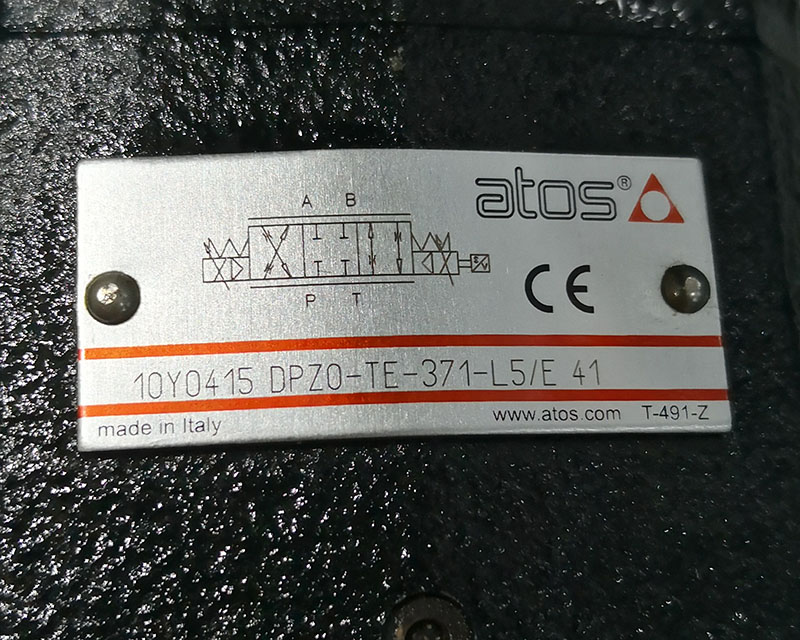 atos®
A B
P T
S/V
CE
10Y0415 DPZO-TE-371-L5/E 41
made in Italy
www.atos.com T-491-Z